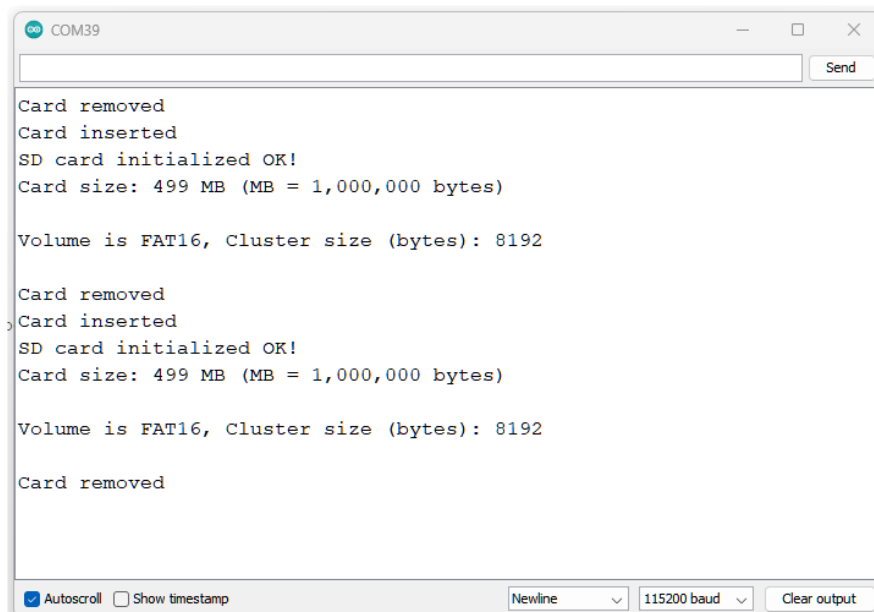 COM39
Send
Card removed
Card inserted
SD card initialized OK!
Card size: 499 MB (MB = 1,000,000 bytes)
Volume is FAT16, Cluster size (bytes): 8192
Card removed
Card inserted
SD card initialized OK!
Card size: 499 MB (MB = 1,000,000 bytes)
Volume is FAT16, Cluster size (bytes): 8192
Card removed
Autoscroll Show timestamp Newline 115200 baud Clear output